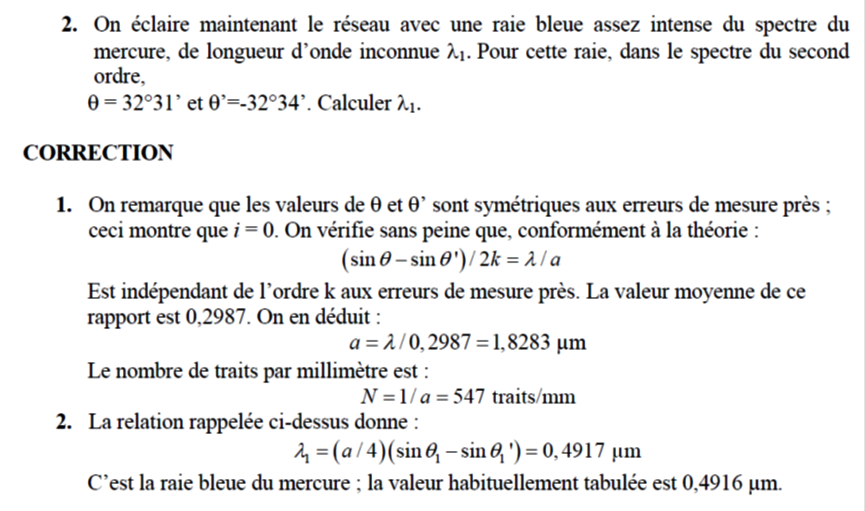 2. On éclaire maintenant le réseau avec une raie bleue assez intense du spectre du
mercure, de longueur d'onde inconnue λ₁. Pour cette raie, dans le spectre du second
ordre,
θ = 32°31' et θ'=-32°34'. Calculer λ₁.
CORRECTION
1. On remarque que les valeurs de θ et θ' sont symétriques aux erreurs de mesure près ;
ceci montre que i = 0. On vérifie sans peine que, conformément à la théorie :
(sin θ – sin θ')/ 2k = λ / a
Est indépendant de l'ordre k aux erreurs de mesure près. La valeur moyenne de ce
rapport est 0,2987. On en déduit :
a = λ / 0,2987 = 1,8283 µm
Le nombre de traits par millimètre est :
N = 1/ a = 547 traits/mm
2. La relation rappelée ci-dessus donne :
λ₁ = (a / 4)(sin θ₁ – sin θ₁') = 0,4917 µm
C'est la raie bleue du mercure ; la valeur habituellement tabulée est 0,4916 µm.